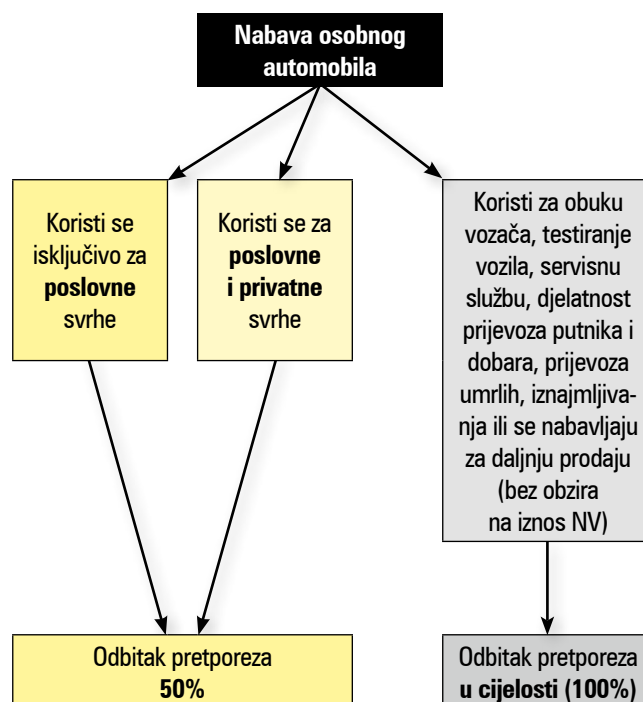 Nabava osobnog
automobila
Koristi se
isključivo za
poslovne
svrhe
Koristi se za
poslovne
i privatne
svrhe
Koristi za obuku
vozača, testiranje
vozila, servisnu
službu, djelatnost
prijevoza putnika i
dobara, prijevoza
umrlih, iznajmljiva-
nja ili se nabavljaju
za daljnju prodaju
(bez obzira
na iznos NV)
Odbitak pretporeza
50%
Odbitak pretporeza
u cijelosti (100%)